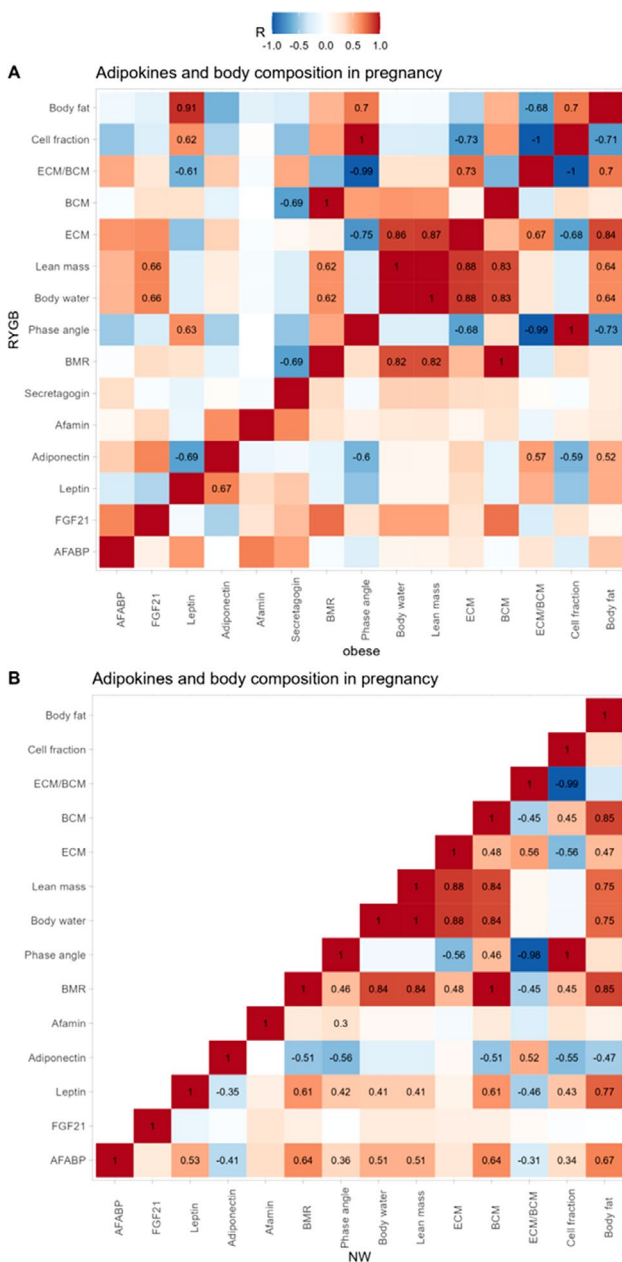 R
-1.0 -0.5 0.0 0.5 1.0
A Adipokines and body composition in pregnancy
Body fat 0.91 0.7 -0.68 0.7
Cell fraction 0.62 1 -0.73 -1 -0.71
ECM/BCM -0.61 -0.99 0.73 -1 0.7
BCM -0.69 1
ECM -0.75 0.86 0.87 0.67 -0.68 0.84
Lean mass 0.66 0.62 1 0.88 0.83 0.64
Body water 0.66 0.62 1 0.88 0.83 0.64
Phase angle 0.63 -0.68 -0.99 1 -0.73
BMR -0.69 0.82 0.82 1
Secretagogin
Afamin
Adiponectin -0.69 -0.6 0.57 -0.59 0.52
Leptin 0.67
FGF21
AFABP
RYGB
AFABP FGF21 Leptin Adiponectin Afamin Secretagogin BMR Phase angle Body water Lean mass ECM BCM ECM/BCM Cell fraction Body fat
obese
B Adipokines and body composition in pregnancy
Body fat 1
Cell fraction 1
ECM/BCM 1 -0.99
BCM 1 -0.45 0.45 0.85
ECM 1 0.48 0.56 -0.56 0.47
Lean mass 1 0.88 0.84 0.75
Body water 1 1 0.88 0.84 0.75
Phase angle 1 -0.56 0.46 -0.98 1
BMR 1 0.46 0.84 0.84 0.48 1 -0.45 0.45 0.85
Afamin 1 0.3
Adiponectin 1 -0.51 -0.56 -0.51 0.52 -0.55 -0.47
Leptin 1 -0.35 0.61 0.42 0.41 0.41 0.61 -0.46 0.43 0.77
FGF21 1
AFABP 1 0.53 -0.41 0.64 0.36 0.51 0.51 0.64 -0.31 0.34 0.67
AFABP FGF21 Leptin Adiponectin Afamin BMR Phase angle Body water Lean mass ECM BCM ECM/BCM Cell fraction Body fat
NW